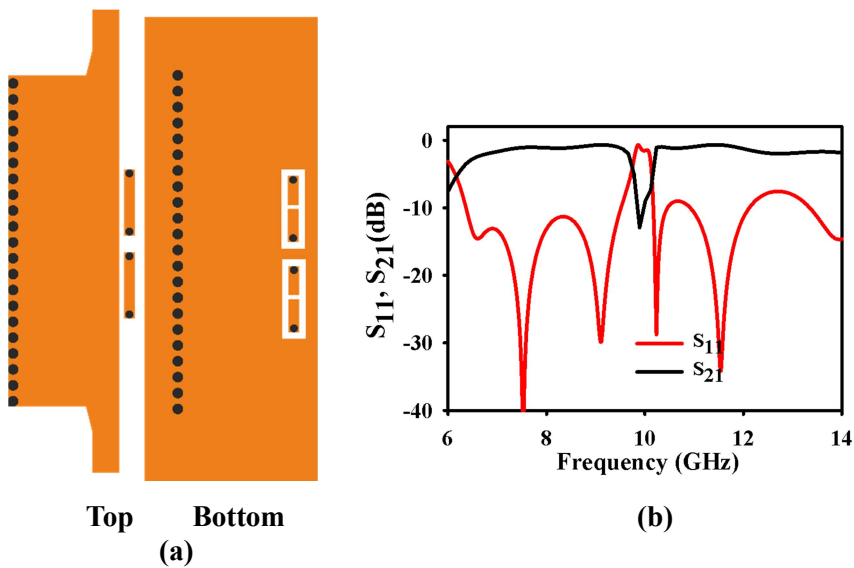 Top
Bottom
(a)
S11, S21(dB)
0
-10
-20
-30
-40
6
8
10
12
14
Frequency (GHz)
S11
S21
(b)